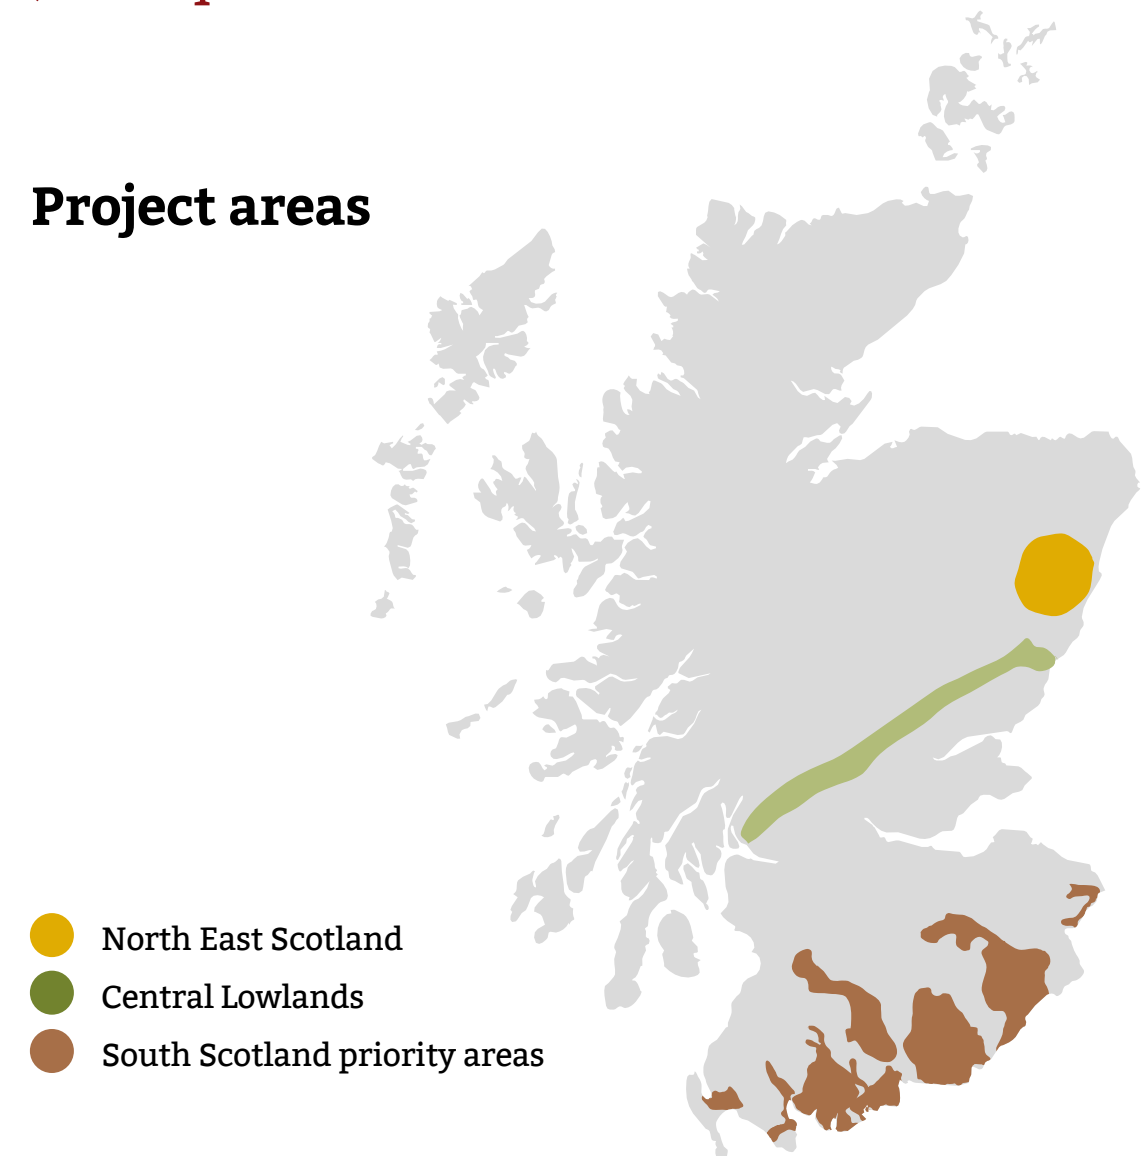 Project areas
North East Scotland
Central Lowlands
South Scotland priority areas